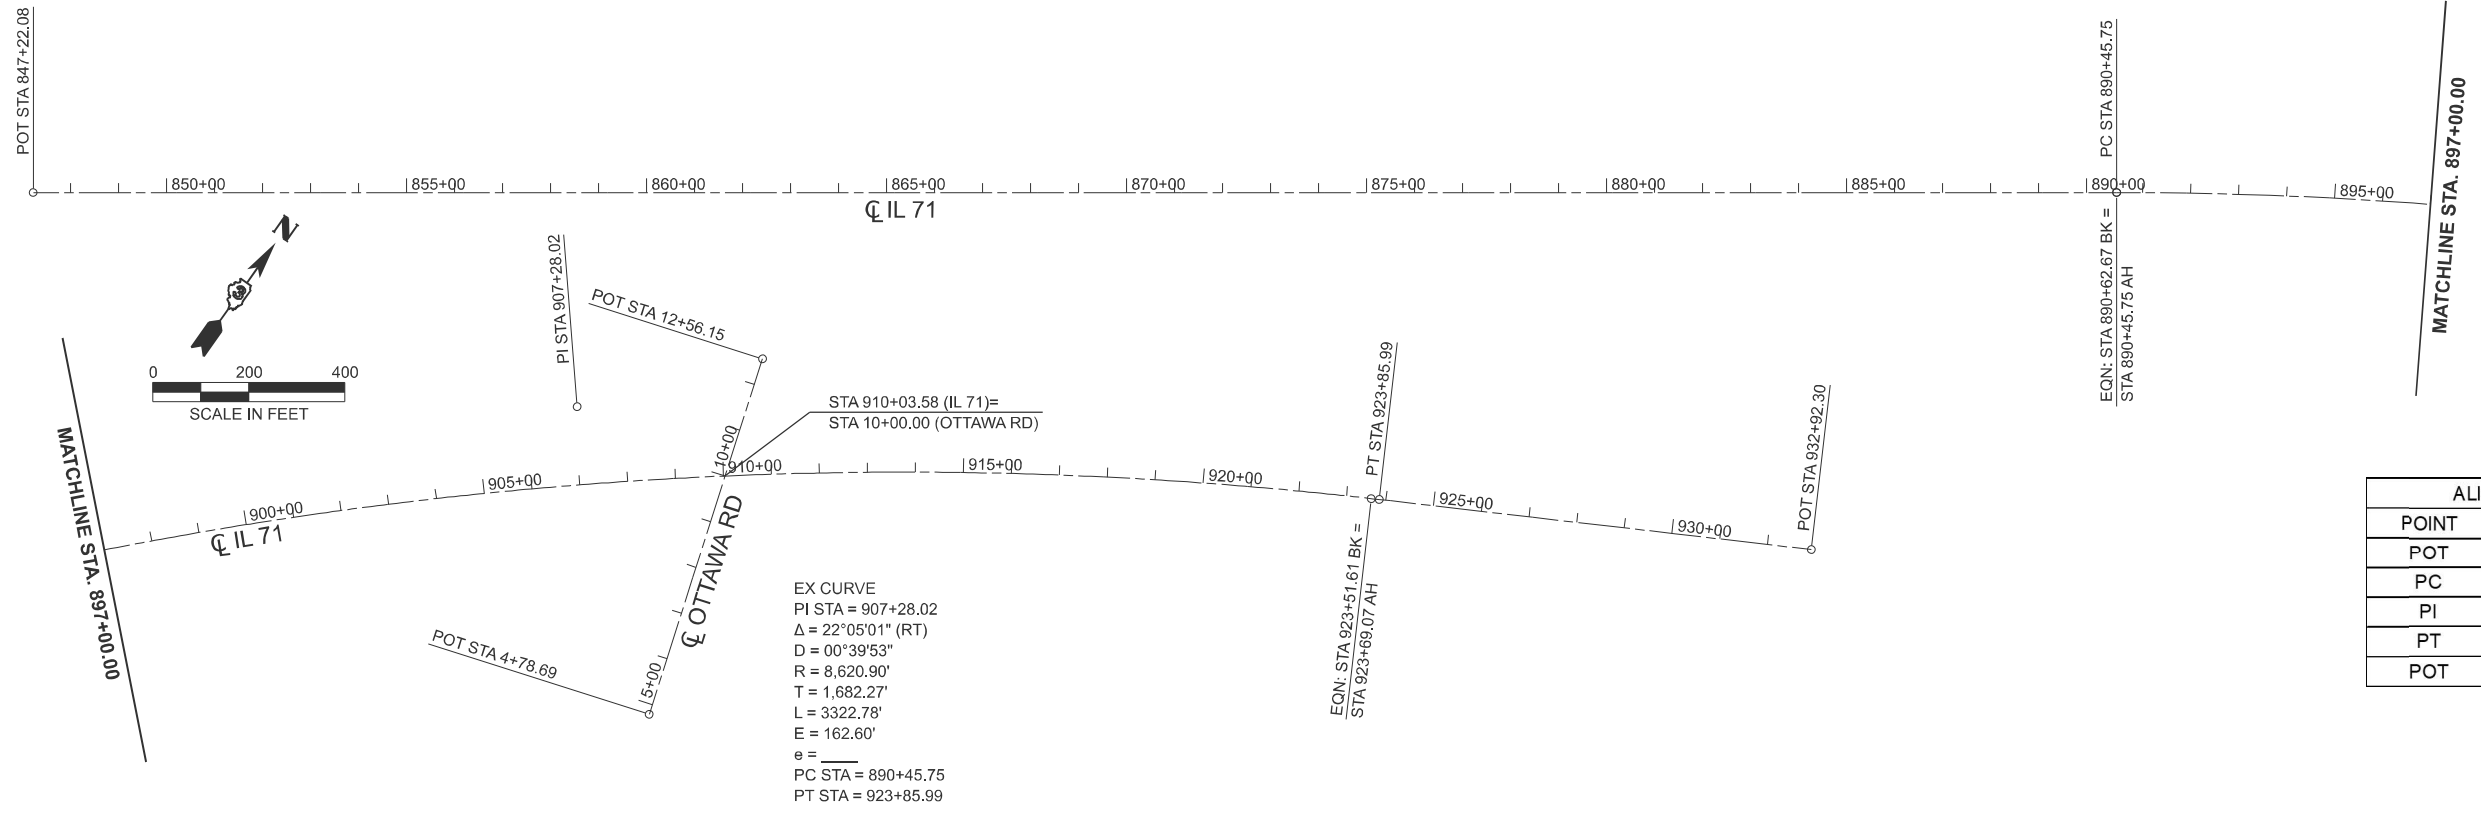 POT STA 847+22.08
850+00
855+00
860+00
865+00
870+00
875+00
880+00
885+00
890+00
895+00
℄ IL 71
PC STA 890+45.75
EQN: STA 890+62.67 BK =
STA 890+45.75 AH
MATCHLINE STA. 897+00.00
N
0 200 400
SCALE IN FEET
MATCHLINE STA. 897+00.00
PI STA 907+28.02
POT STA 12+56.15
STA 910+03.58 (IL 71)=
STA 10+00.00 (OTTAWA RD)
10+00
5+00
℄ OTTAWA RD
POT STA 4+78.69
900+00
905+00
910+00
915+00
920+00
925+00
930+00
℄ IL 71
PT STA 923+85.99
EQN: STA 923+51.61 BK =
STA 923+69.07 AH
POT STA 932+92.30
EX CURVE
PI STA = 907+28.02
Δ = 22°05'01" (RT)
D = 00°39'53"
R = 8,620.90'
T = 1,682.27'
L = 3322.78'
E = 162.60'
e = ____
PC STA = 890+45.75
PT STA = 923+85.99
ALI
POINT
POT
PC
PI
PT
POT